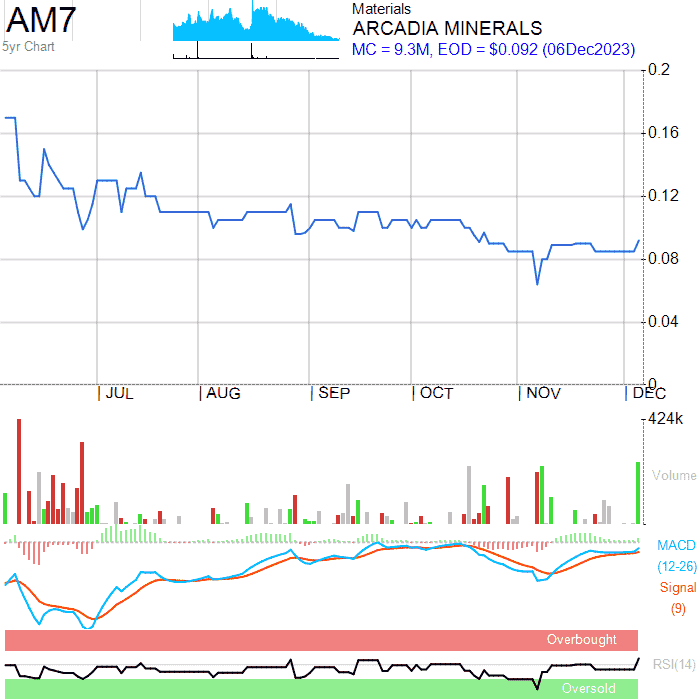 AM7
5yr Chart
Materials
ARCADIA MINERALS
MC = 9.3M, EOD = $0.092 (06Dec2023)
0.2
0.16
0.12
0.08
0.04
0
JUL AUG SEP OCT NOV DEC
424k
Volume
MACD
(12-26)
Signal
(9)
Overbought
RSI(14)
Oversold